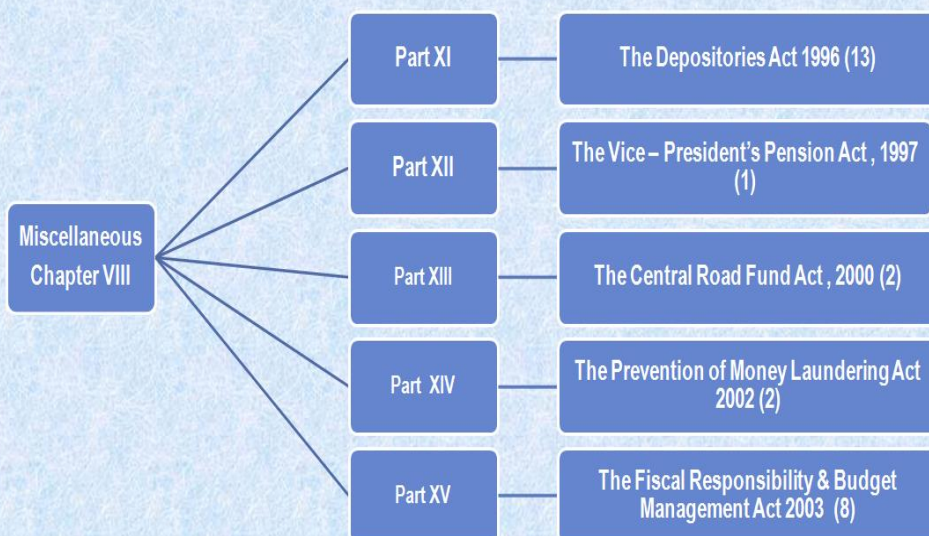 Part XI
The Depositories Act 1996 (13)
Part XII
The Vice – President's Pension Act , 1997
(1)
Miscellaneous
Chapter VIII
Part XIII
The Central Road Fund Act , 2000 (2)
Part XIV
The Prevention of Money Laundering Act
2002 (2)
Part XV
The Fiscal Responsibility & Budget
Management Act 2003 (8)